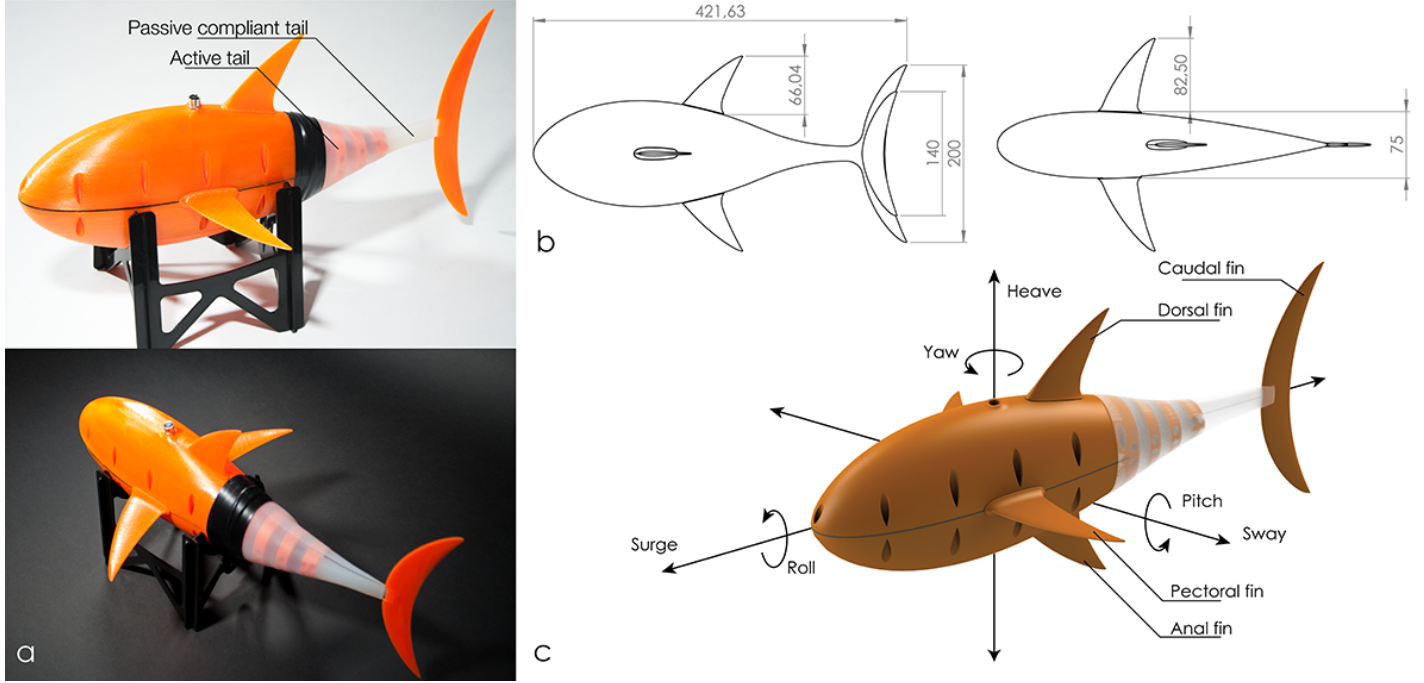 Passive compliant tail
Active tail
a
421,63
66,04
140
200
82,50
75
b
Caudal fin
Heave
Dorsal fin
Yaw
Pitch
Sway
Surge
Roll
Pectoral fin
Anal fin
c